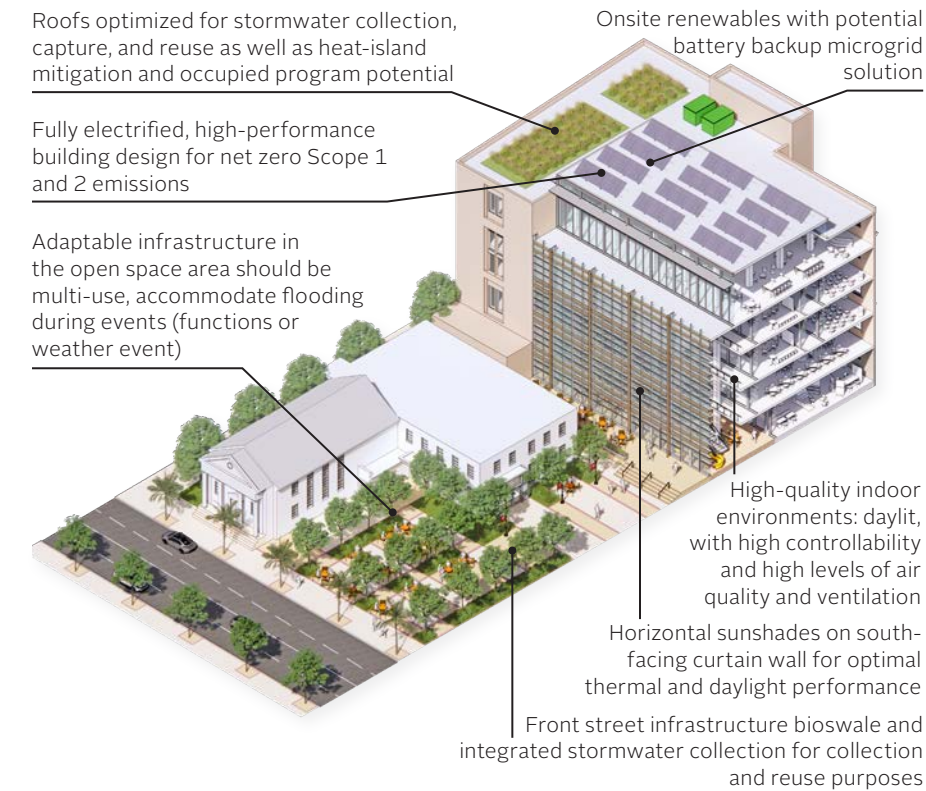 Roofs optimized for stormwater collection,
capture, and reuse as well as heat-island
mitigation and occupied program potential
Onsite renewables with potential
battery backup microgrid
solution
Fully electrified, high-performance
building design for net zero Scope 1
and 2 emissions
Adaptable infrastructure in
the open space area should be
multi-use, accommodate flooding
during events (functions or
weather event)
High-quality indoor
environments: daylit,
with high controllability
and high levels of air
quality and ventilation
Horizontal sunshades on south-
facing curtain wall for optimal
thermal and daylight performance
Front street infrastructure bioswale and
integrated stormwater collection for collection
and reuse purposes